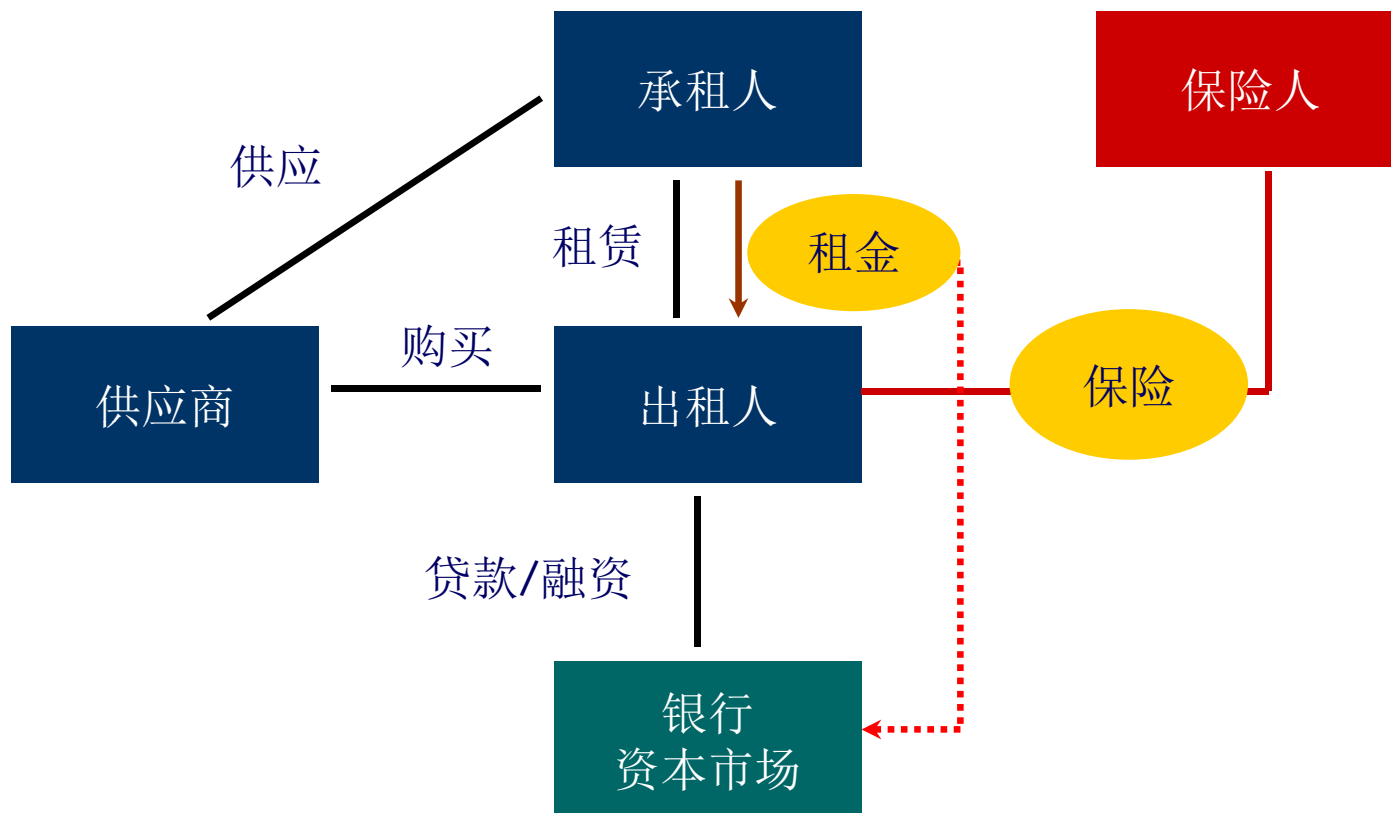 承租人
保险人
供应
租赁
租金
购买
供应商
出租人
保险
贷款/融资
银行
资本市场